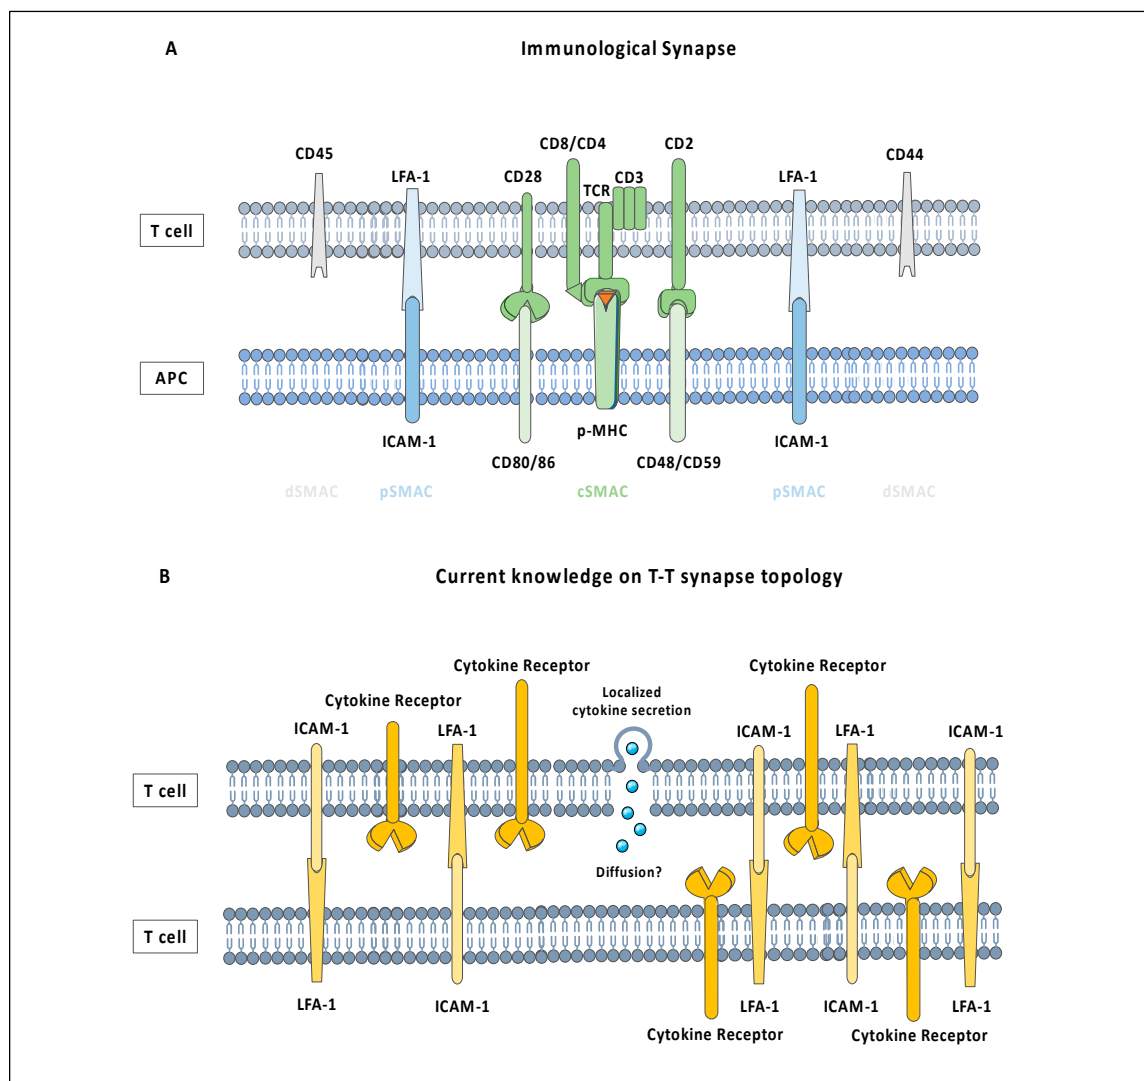 A
Immunological Synapse
CD8/CD4
CD2
CD45
CD44
LFA-1
CD28
TCR
CD3
LFA-1
T cell
APC
ICAM-1
p-MHC
ICAM-1
CD80/86
CD48/CD59
dSMAC
pSMAC
cSMAC
pSMAC
dSMAC
B
Current knowledge on T-T synapse topology
Cytokine Receptor
Cytokine Receptor
Cytokine Receptor
Localized
cytokine secretion
ICAM-1
LFA-1
ICAM-1
LFA-1
ICAM-1
T cell
Diffusion?
T cell
LFA-1
ICAM-1
LFA-1
ICAM-1
LFA-1
Cytokine Receptor
Cytokine Receptor